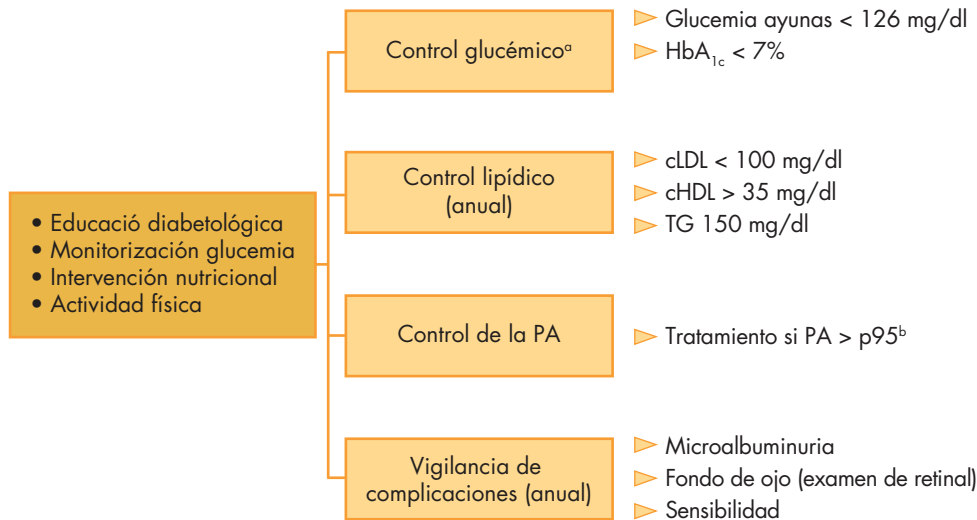 • Educació diabetológica
• Monitorización glucemia
• Intervención nutricional
• Actividad física
Control glucémicoᵃ
Glucemia ayunas < 126 mg/dl
HbA₁c < 7%
Control lipídico
(anual)
cLDL < 100 mg/dl
cHDL > 35 mg/dl
TG 150 mg/dl
Control de la PA
Tratamiento si PA > p95ᵇ
Vigilancia de
complicaciones (anual)
Microalbuminuria
Fondo de ojo (examen de retinal)
Sensibilidad